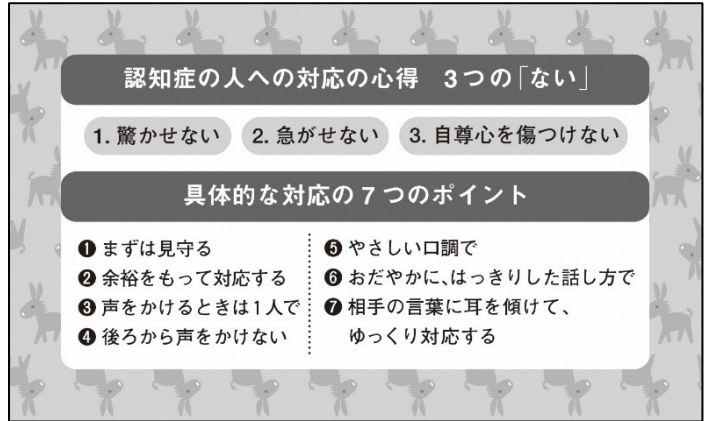 認知症の人への対応の心得　3つの「ない」
1. 驚かせない　2. 急がせない　3. 自尊心を傷つけない
具体的な対応の7つのポイント
❶ まずは見守る
❷ 余裕をもって対応する
❸ 声をかけるときは1人で
❹ 後ろから声をかけない
❺ やさしい口調で
❻ おだやかに、はっきりした話し方で
❼ 相手の言葉に耳を傾けて、
ゆっくり対応する